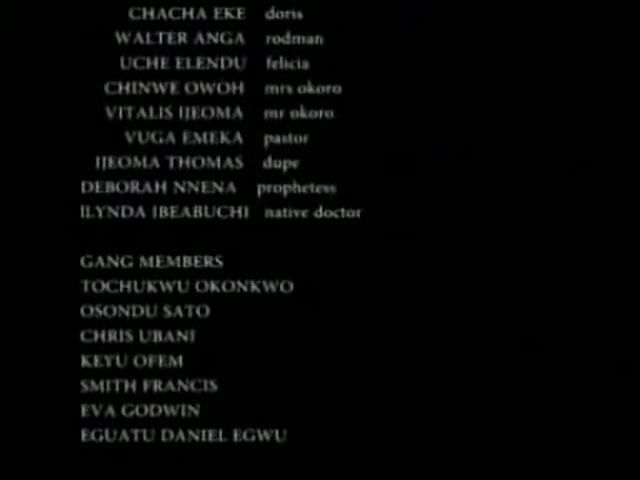 CHACHA EKE doris
WALTER ANGA rodman
UCHE ELENDU felicia
CHINWE OWOH mrs okoro
VITALIS IJEOMA mr okoro
VUGA EMEKA pastor
IJEOMA THOMAS dupe
DEBORAH NNENA prophetess
ILYNDA IBEABUCHI native doctor
GANG MEMBERS
TOCHUKWU OKONKWO
OSONDU SATO
CHRIS UBANI
KEYU OFEM
SMITH FRANCIS
EVA GODWIN
EGUATU DANIEL EGWU